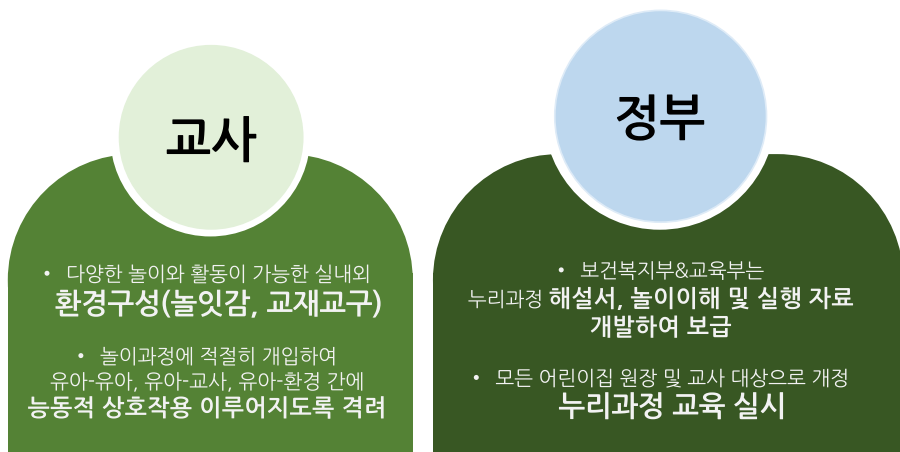 교사
• 다양한 놀이와 활동이 가능한 실내외
환경구성(놀잇감, 교재교구)
• 놀이과정에 적절히 개입하여
유아-유아, 유아-교사, 유아-환경 간에
능동적 상호작용 이루어지도록 격려
정부
• 보건복지부&교육부는
누리과정 해설서, 놀이이해 및 실행 자료
개발하여 보급
• 모든 어린이집 원장 및 교사 대상으로 개정
누리과정 교육 실시